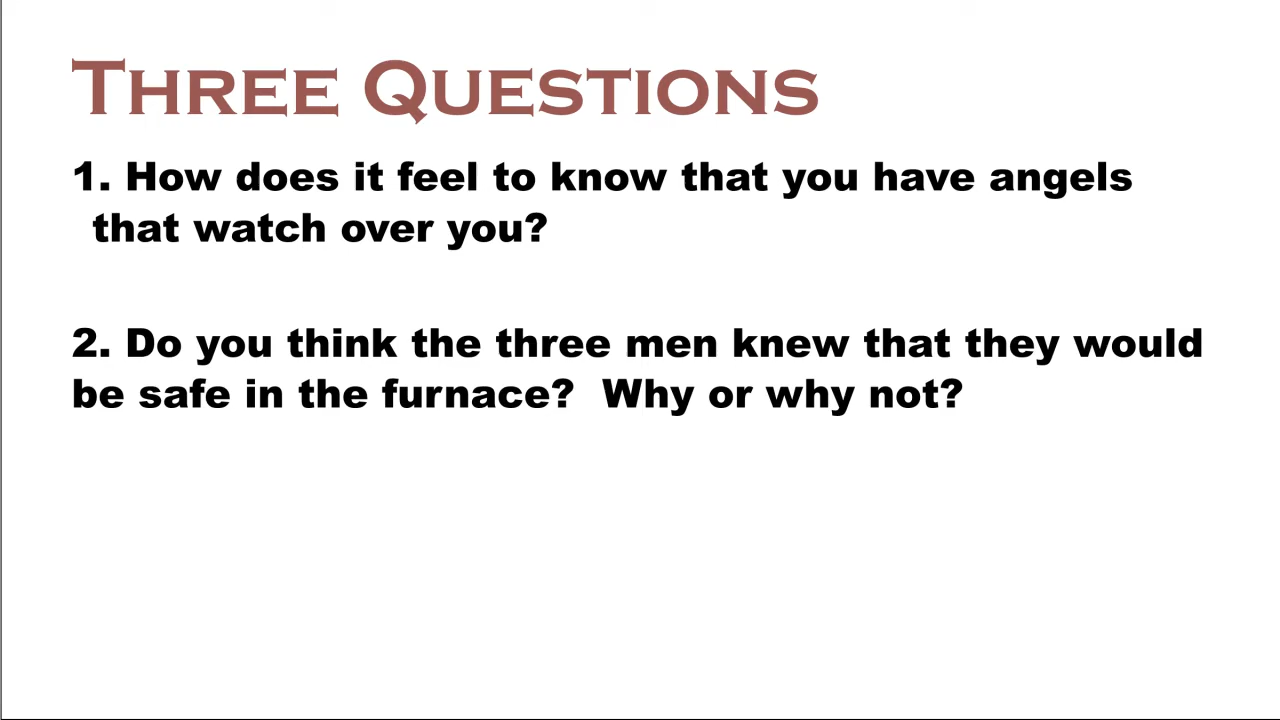 Three Questions
1. How does it feel to know that you have angels
that watch over you?
2. Do you think the three men knew that they would
be safe in the furnace?  Why or why not?